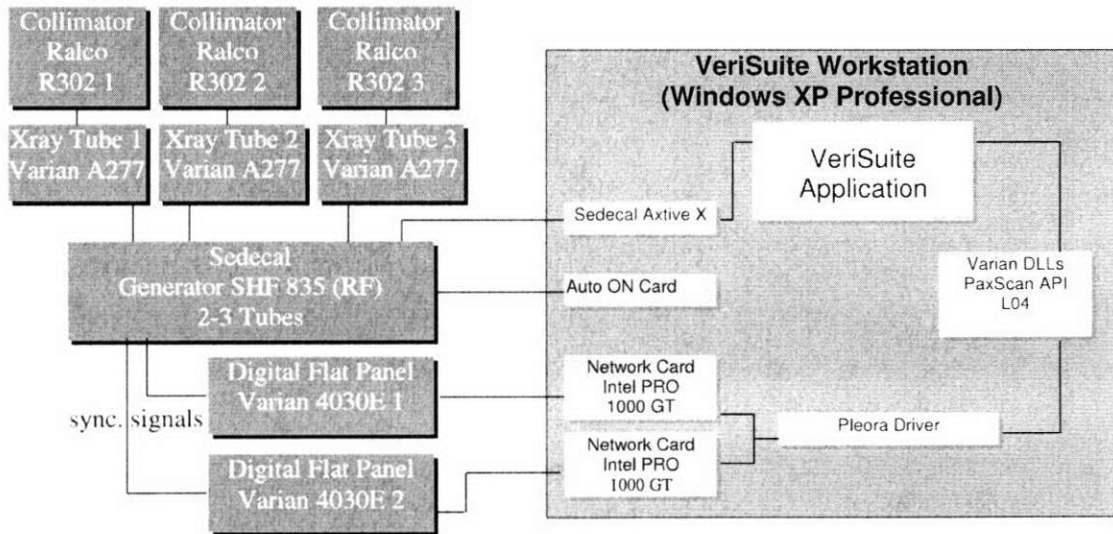 Collimator
Ralco
R302 1
Collimator
Ralco
R302 2
Collimator
Ralco
R302 3
Xray Tube 1
Varian A277
Xray Tube 2
Varian A277
Xray Tube 3
Varian A277
Sedecal
Generator SHF 835 (RF)
2-3 Tubes
Digital Flat Panel
Varian 4030E 1
sync. signals
Digital Flat Panel
Varian 4030E 2
VeriSuite Workstation
(Windows XP Professional)
VeriSuite
Application
Sedecal Axtive X
Auto ON Card
Varian DLLs
PaxScan API
L04
Network Card
Intel PRO
1000 GT
Network Card
Intel PRO
1000 GT
Pleora Driver